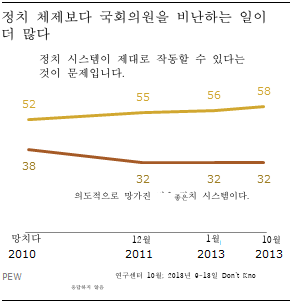 정치 체제보다 국회의원을 비난하는 일이
더 많다
정치 시스템이 제대로 작동할 수 있다는
것이 문제입니다.
52 55 56 58
38 32 32 32
의도적으로 망가진 좋은 치 시스템이다.
망치다 12월 1월, 10월
2010 2011 2013 2013
PEW 연구센터 10월; 2013년 9-13일 Don't Kno
응답하지 않음